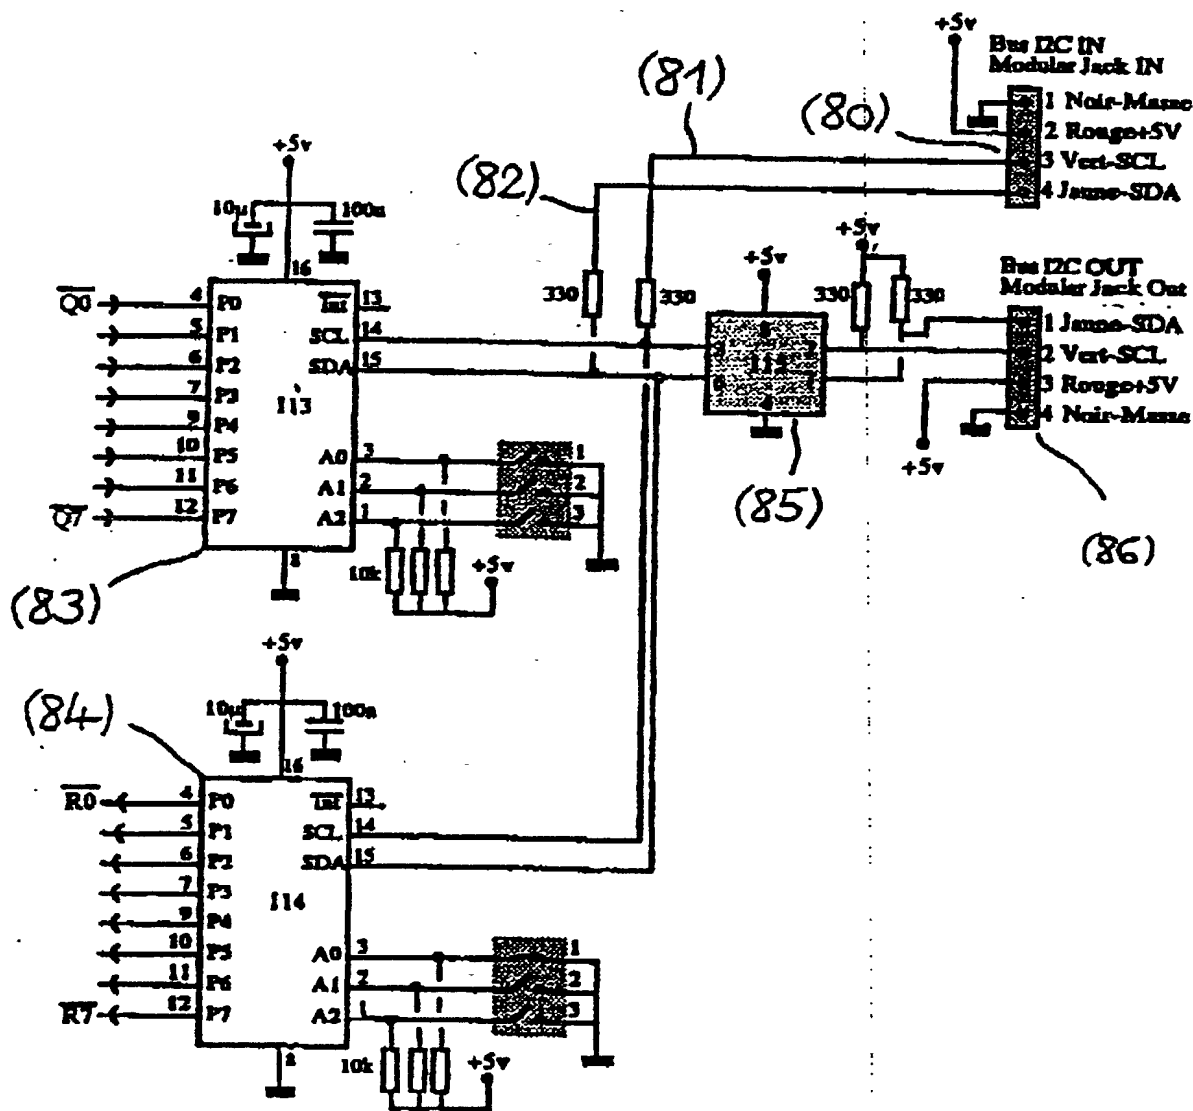 +5v
Bus I2C IN
Modular Jack IN
1 Noir-Masse
2 Rouge+5V
3 Vert-SCL
4 Jaune-SDA
(80)
(81)
(82)
330
330
+5v
+5v
330
330
Bus I2C OUT
Modular Jack Out
1 Jaune-SDA
2 Vert-SCL
3 Rouge+5V
4 Noir-Masse
+5v
(85)
(86)
+5v
10µ
100n
16
Q0
4 P0
5 P1
6 P2
7 P3
9 P4
10 P5
11 P6
Q7
12 P7
I13
Int 13
SCL 14
SDA 15
A0 3
A1 2
A2 1
1
2
3
10k
+5v
(83)
+5v
10µ
100n
16
(84)
R0
4 P0
5 P1
6 P2
7 P3
9 P4
10 P5
11 P6
R7
12 P7
I14
Int 13
SCL 14
SDA 15
A0 3
A1 2
A2 1
1
2
3
10k
+5v